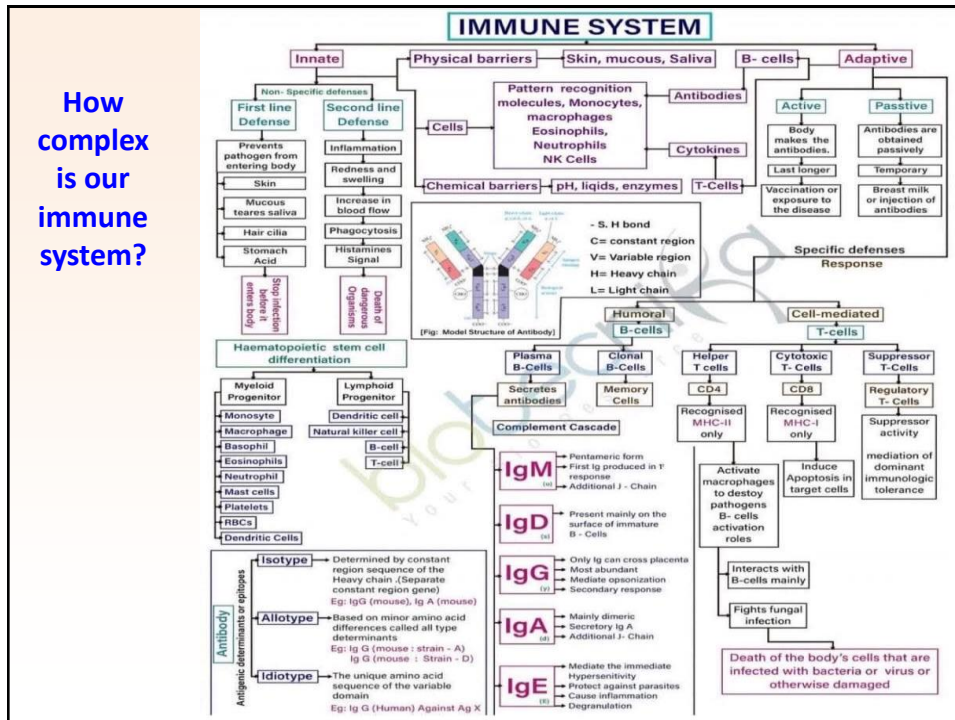 How
complex
is our
immune
system?
IMMUNE SYSTEM
Innate
Physical barriers
Skin, mucous, Saliva
B- cells
Adaptive
Non- Specific defenses
First line
Defense
Second line
Defense
Prevents
pathogen from
entering body
Skin
Mucous
teares saliva
Hair cilia
Stomach
Acid
Stop infection
before it
enters body
Inflammation
Redness and
swelling
Increase in
blood flow
Phagocytosis
Histamines
Signal
Death of
dangerous
Organisms
Cells
Pattern recognition
molecules, Monocytes,
macrophages
Eosinophils,
Neutrophils
NK Cells
Antibodies
Cytokines
Chemical barriers
pH, liqids, enzymes
T-Cells
Active
Body
makes the
antibodies.
Last longer
Vaccination or
exposure to
the disease
Passtive
Antibodies are
obtained
passively
Temporary
Breast milk
or injection of
antibodies
- S. H bond
C= constant region
V= Variable region
H= Heavy chain
L= Light chain
[Fig: Model Structure of Antibody]
Specific defenses
Response
Humoral
B-cells
Cell-mediated
T-cells
Haematopoietic stem cell
differentiation
Myeloid
Progenitor
Monosyte
Macrophage
Basophil
Eosinophils
Neutrophil
Mast cells
Platelets
RBCs
Dendritic Cells
Lymphoid
Progenitor
Dendritic cell
Natural killer cell
B-cell
T-cell
Plasma
B-Cells
Secretes
antibodies
Clonal
B-Cells
Memory
Cells
Complement Cascade
Helper
T cells
CD4
Recognised
MHC-II
only
Activate
macrophages
to destoy
pathogens
B- cells
activation
roles
Interacts with
B-cells mainly
Fights fungal
infection
Cytotoxic
T- Cells
CD8
Recognised
MHC-I
only
Induce
Apoptosis in
target cells
Suppressor
T-Cells
Regulatory
T- Cells
Suppressor
activity
mediation of
dominant
immunologic
tolerance
Death of the body's cells that are
infected with bacteria or virus or
otherwise damaged
IgM
Pentameric form
First Ig produced in 1'
response
Additional J - Chain
IgD
Present mainly on the
surface of immature
B - Cells
IgG
(γ)
Only Ig can cross placenta
Most abundant
Mediate opsonization
Secondary response
IgA
Mainly dimeric
Secretory Ig A
Additional J- Chain
IgE
Mediate the immediate
Hypersenitivity
Protect against parasites
Cause inflammation
Degranulation
Antibody
Antigenic determinants or epitopes
Isotype
Determined by constant
region sequence of the
Heavy chain .(Separate
constant region gene)
Eg: IgG (mouse), Ig A (mouse)
Allotype
Based on minor amino acid
differences called all type
determinants
Eg: Ig G (mouse : strain - A)
Ig G (mouse : Strain - D)
Idiotype
The unique amino acid
sequence of the variable
domain
Eg: Ig G (Human) Against Ag X
biotecnika